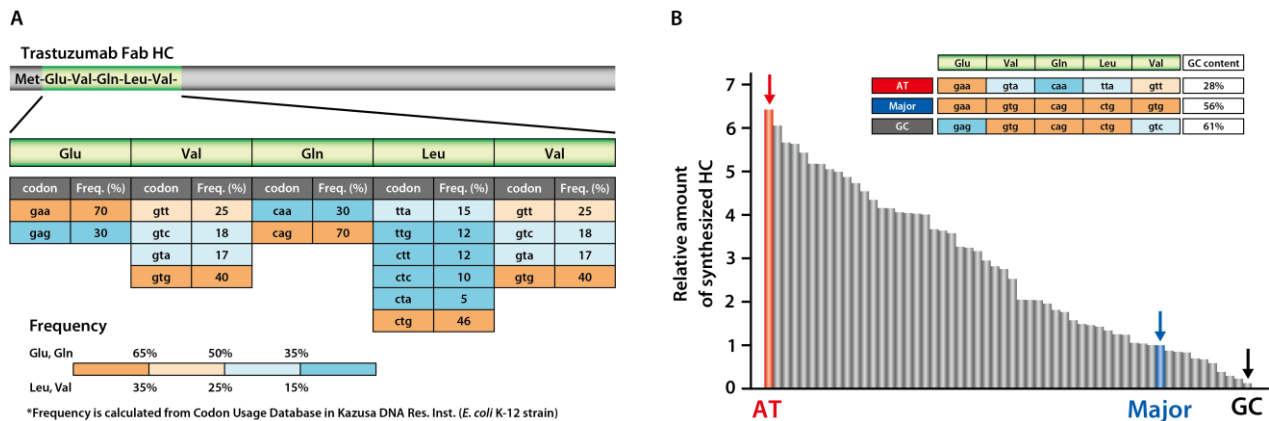 A
Trastuzumab Fab HC
Met-Glu-Val-Gln-Leu-Val-
Glu Val Gln Leu Val
codon Freq. (%) codon Freq. (%) codon Freq. (%) codon Freq. (%) codon Freq. (%)
gaa 70 gtt 25 caa 30 tta 15 gtt 25
gag 30 gtc 18 cag 70 ttg 12 gtc 18
gta 17 ctt 12 gta 17
gtg 40 ctc 10 gtg 40
cta 5
ctg 46
Frequency
Glu, Gln 65% 50% 35%
Leu, Val 35% 25% 15%
*Frequency is calculated from Codon Usage Database in Kazusa DNA Res. Inst. (E. coli K-12 strain)
B
Glu Val Gln Leu Val GC content
AT gaa gta caa tta gtt 28%
Major gaa gtg cag ctg gtg 56%
GC gag gtg cag ctg gtc 61%
Relative amount
of synthesized HC
7
6
5
4
3
2
1
0
AT Major GC